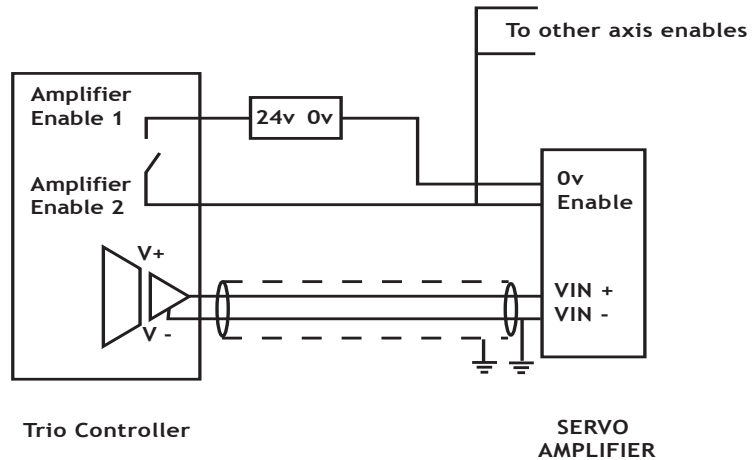 To other axis enables
Amplifier
Enable 1
24v 0v
Amplifier
Enable 2
0v
Enable
V+
V -
VIN +
VIN -
Trio Controller
SERVO
AMPLIFIER